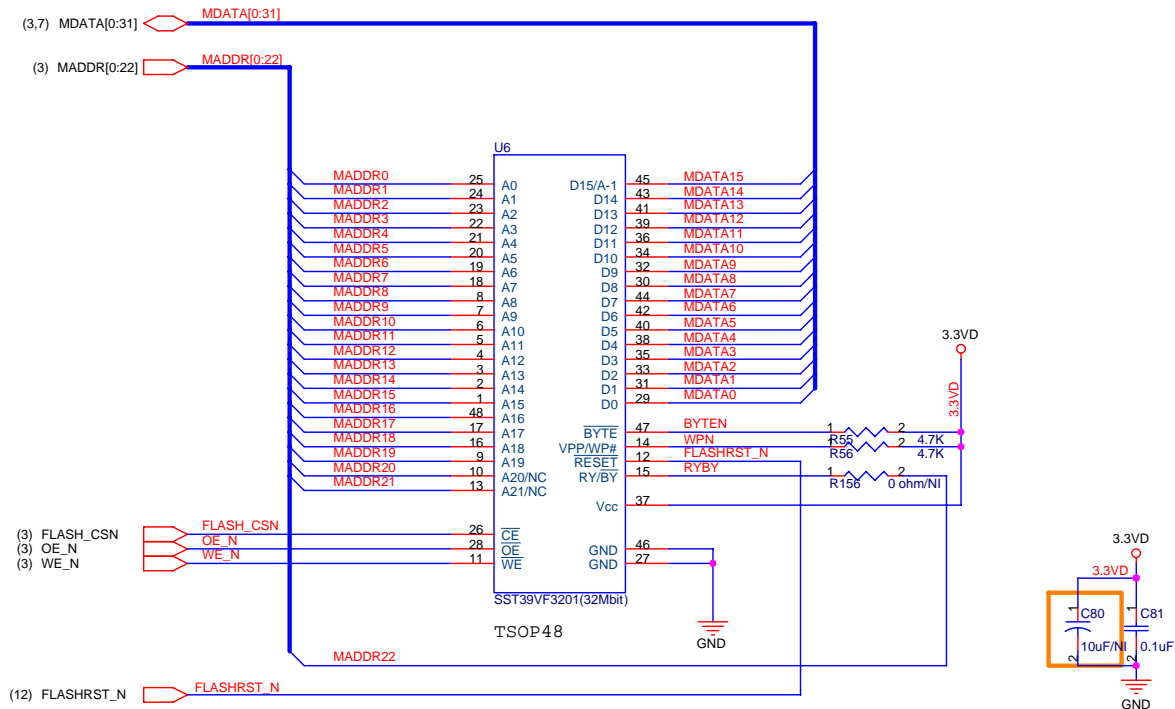 (3,7) MDATA[0:31] MDATA[0:31]
(3) MADDR[0:22] MADDR[0:22]
U6
MADDR0 25 A0 D15/A-1 45 MDATA15
MADDR1 24 A1 D14 43 MDATA14
MADDR2 23 A2 D13 41 MDATA13
MADDR3 22 A3 D12 39 MDATA12
MADDR4 21 A4 D11 36 MDATA11
MADDR5 20 A5 D10 34 MDATA10
MADDR6 19 A6 D9 32 MDATA9
MADDR7 18 A7 D8 30 MDATA8
MADDR8 8 A8 D7 44 MDATA7
MADDR9 7 A9 D6 42 MDATA6
MADDR10 6 A10 D5 40 MDATA5
MADDR11 5 A11 D4 38 MDATA4
MADDR12 4 A12 D3 35 MDATA3
MADDR13 3 A13 D2 33 MDATA2
MADDR14 2 A14 D1 31 MDATA1
MADDR15 1 A15 D0 29 MDATA0
3.3VD
3.3VD
MADDR16 48 A16
MADDR17 17 A17 BYTE 47 BYTEN 1 R55 2 4.7K
MADDR18 16 A18 VPP/WP# 14 WPN 1 R56 2 4.7K
MADDR19 9 A19 RESET 12 FLASHRST_N
MADDR20 10 A20/NC RY/BY 15 RYBY 1 R156 2 0 ohm/NI
MADDR21 13 A21/NC
Vcc 37
(3) FLASH_CSN FLASH_CSN 26 CE
(3) OE_N OE_N 28 OE GND 46
(3) WE_N WE_N 11 WE GND 27
SST39VF3201(32Mbit)
TSOP48
GND
MADDR22
(12) FLASHRST_N FLASHRST_N
3.3VD
3.3VD
1 C80 1 C81
10uF/NI 0.1uF
2 2
GND